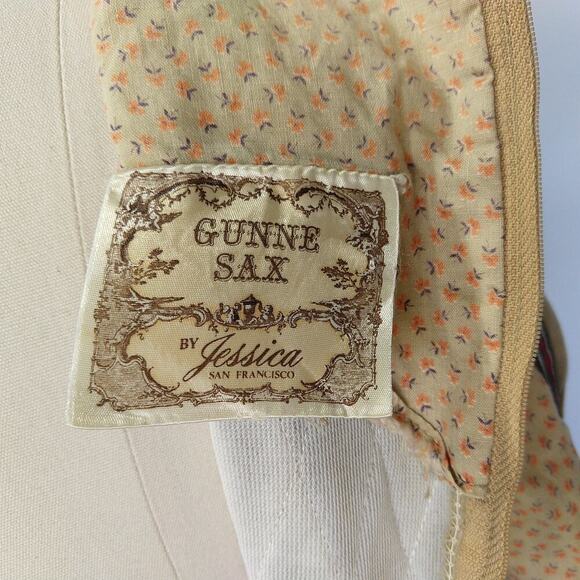 GUNNE
SAX
BY Jessica
SAN FRANCISCO